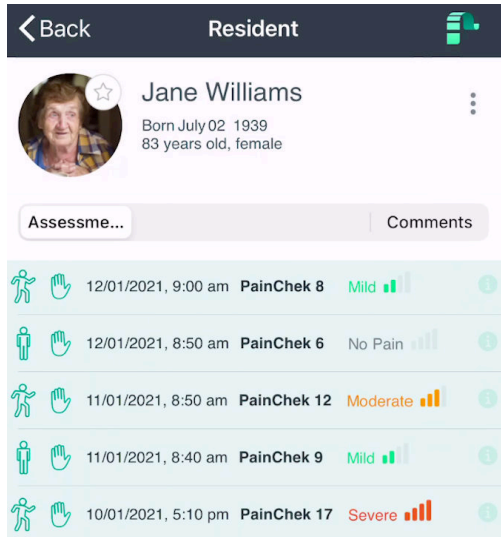 Back Resident
Jane Williams
Born July 02 1939
83 years old, female
Assessme... Comments
12/01/2021, 9:00 am PainChek 8 Mild
12/01/2021, 8:50 am PainChek 6 No Pain
11/01/2021, 8:50 am PainChek 12 Moderate
11/01/2021, 8:40 am PainChek 9 Mild
10/01/2021, 5:10 pm PainChek 17 Severe